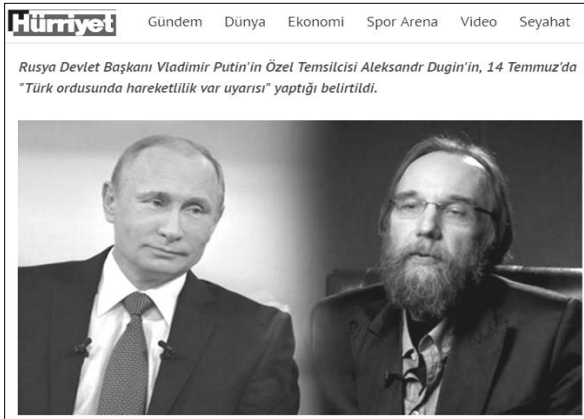 Hürriyet Gündem Dünya Ekonomi Spor Arena Video Seyahat
Rusya Devlet Başkanı Vladimir Putin'in Özel Temsilcisi Aleksandr Dugin'in, 14 Temmuz'da
"Türk ordusunda hareketlilik var uyarısı" yaptığı belirtildi.